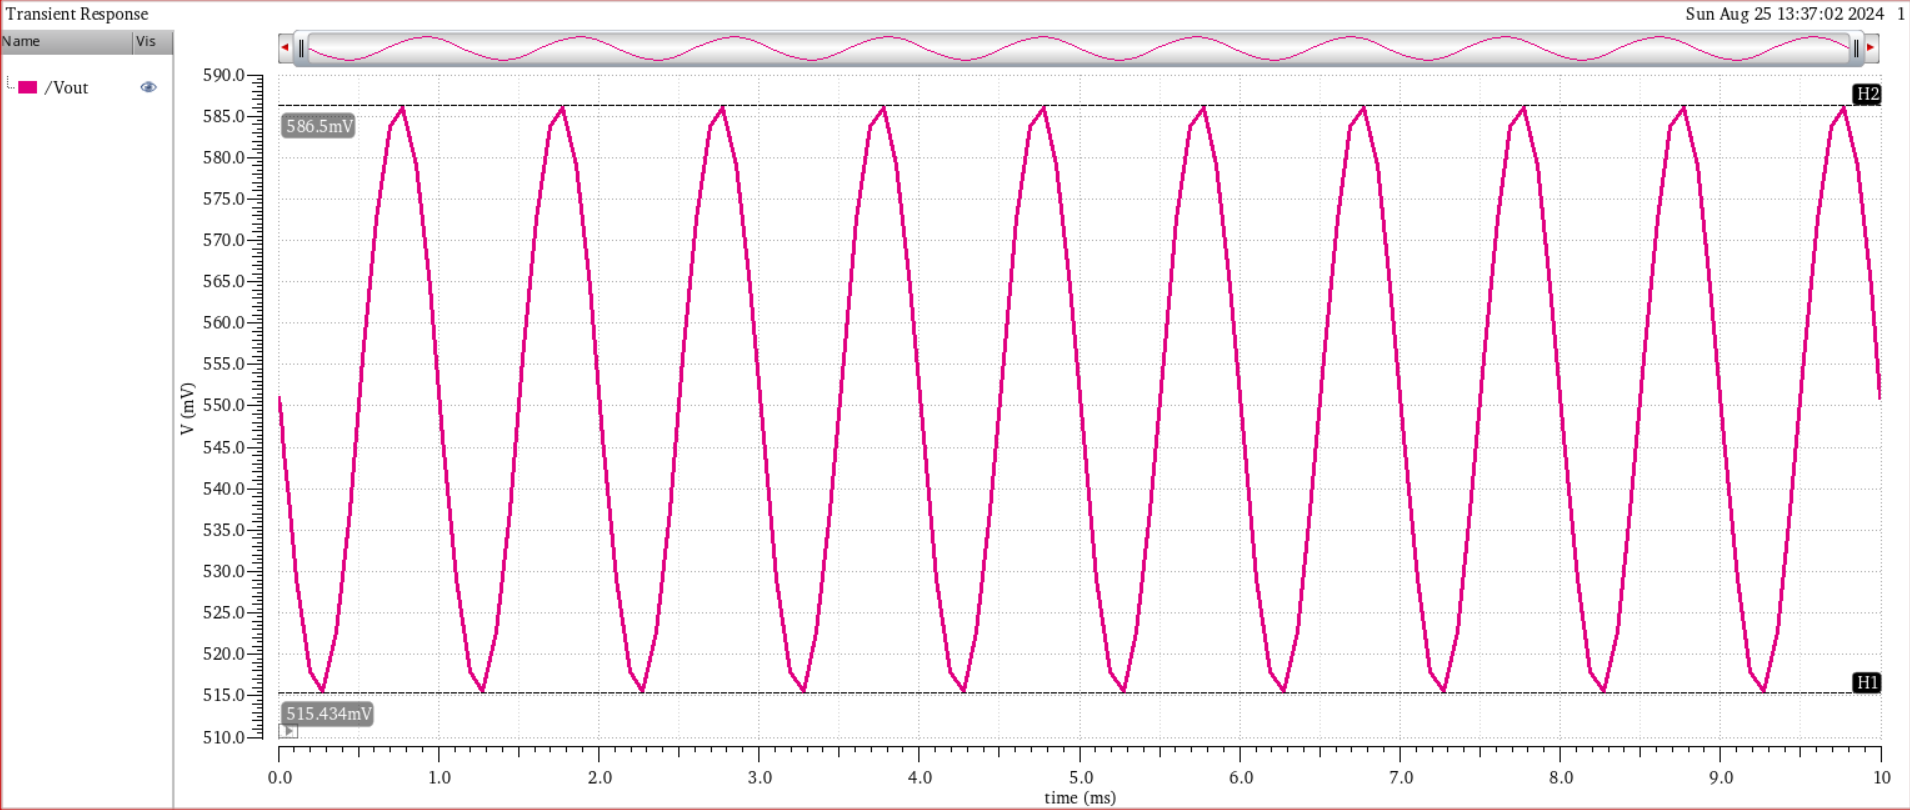 Transient Response
Sun Aug 25 13:37:02 2024 1
Name Vis
/Vout
590.0
585.0
580.0
575.0
570.0
565.0
560.0
555.0
550.0
545.0
540.0
535.0
530.0
525.0
520.0
515.0
510.0
V (mV)
H2
586.5mV
H1
515.434mV
0.0 1.0 2.0 3.0 4.0 5.0 6.0 7.0 8.0 9.0 10
time (ms)